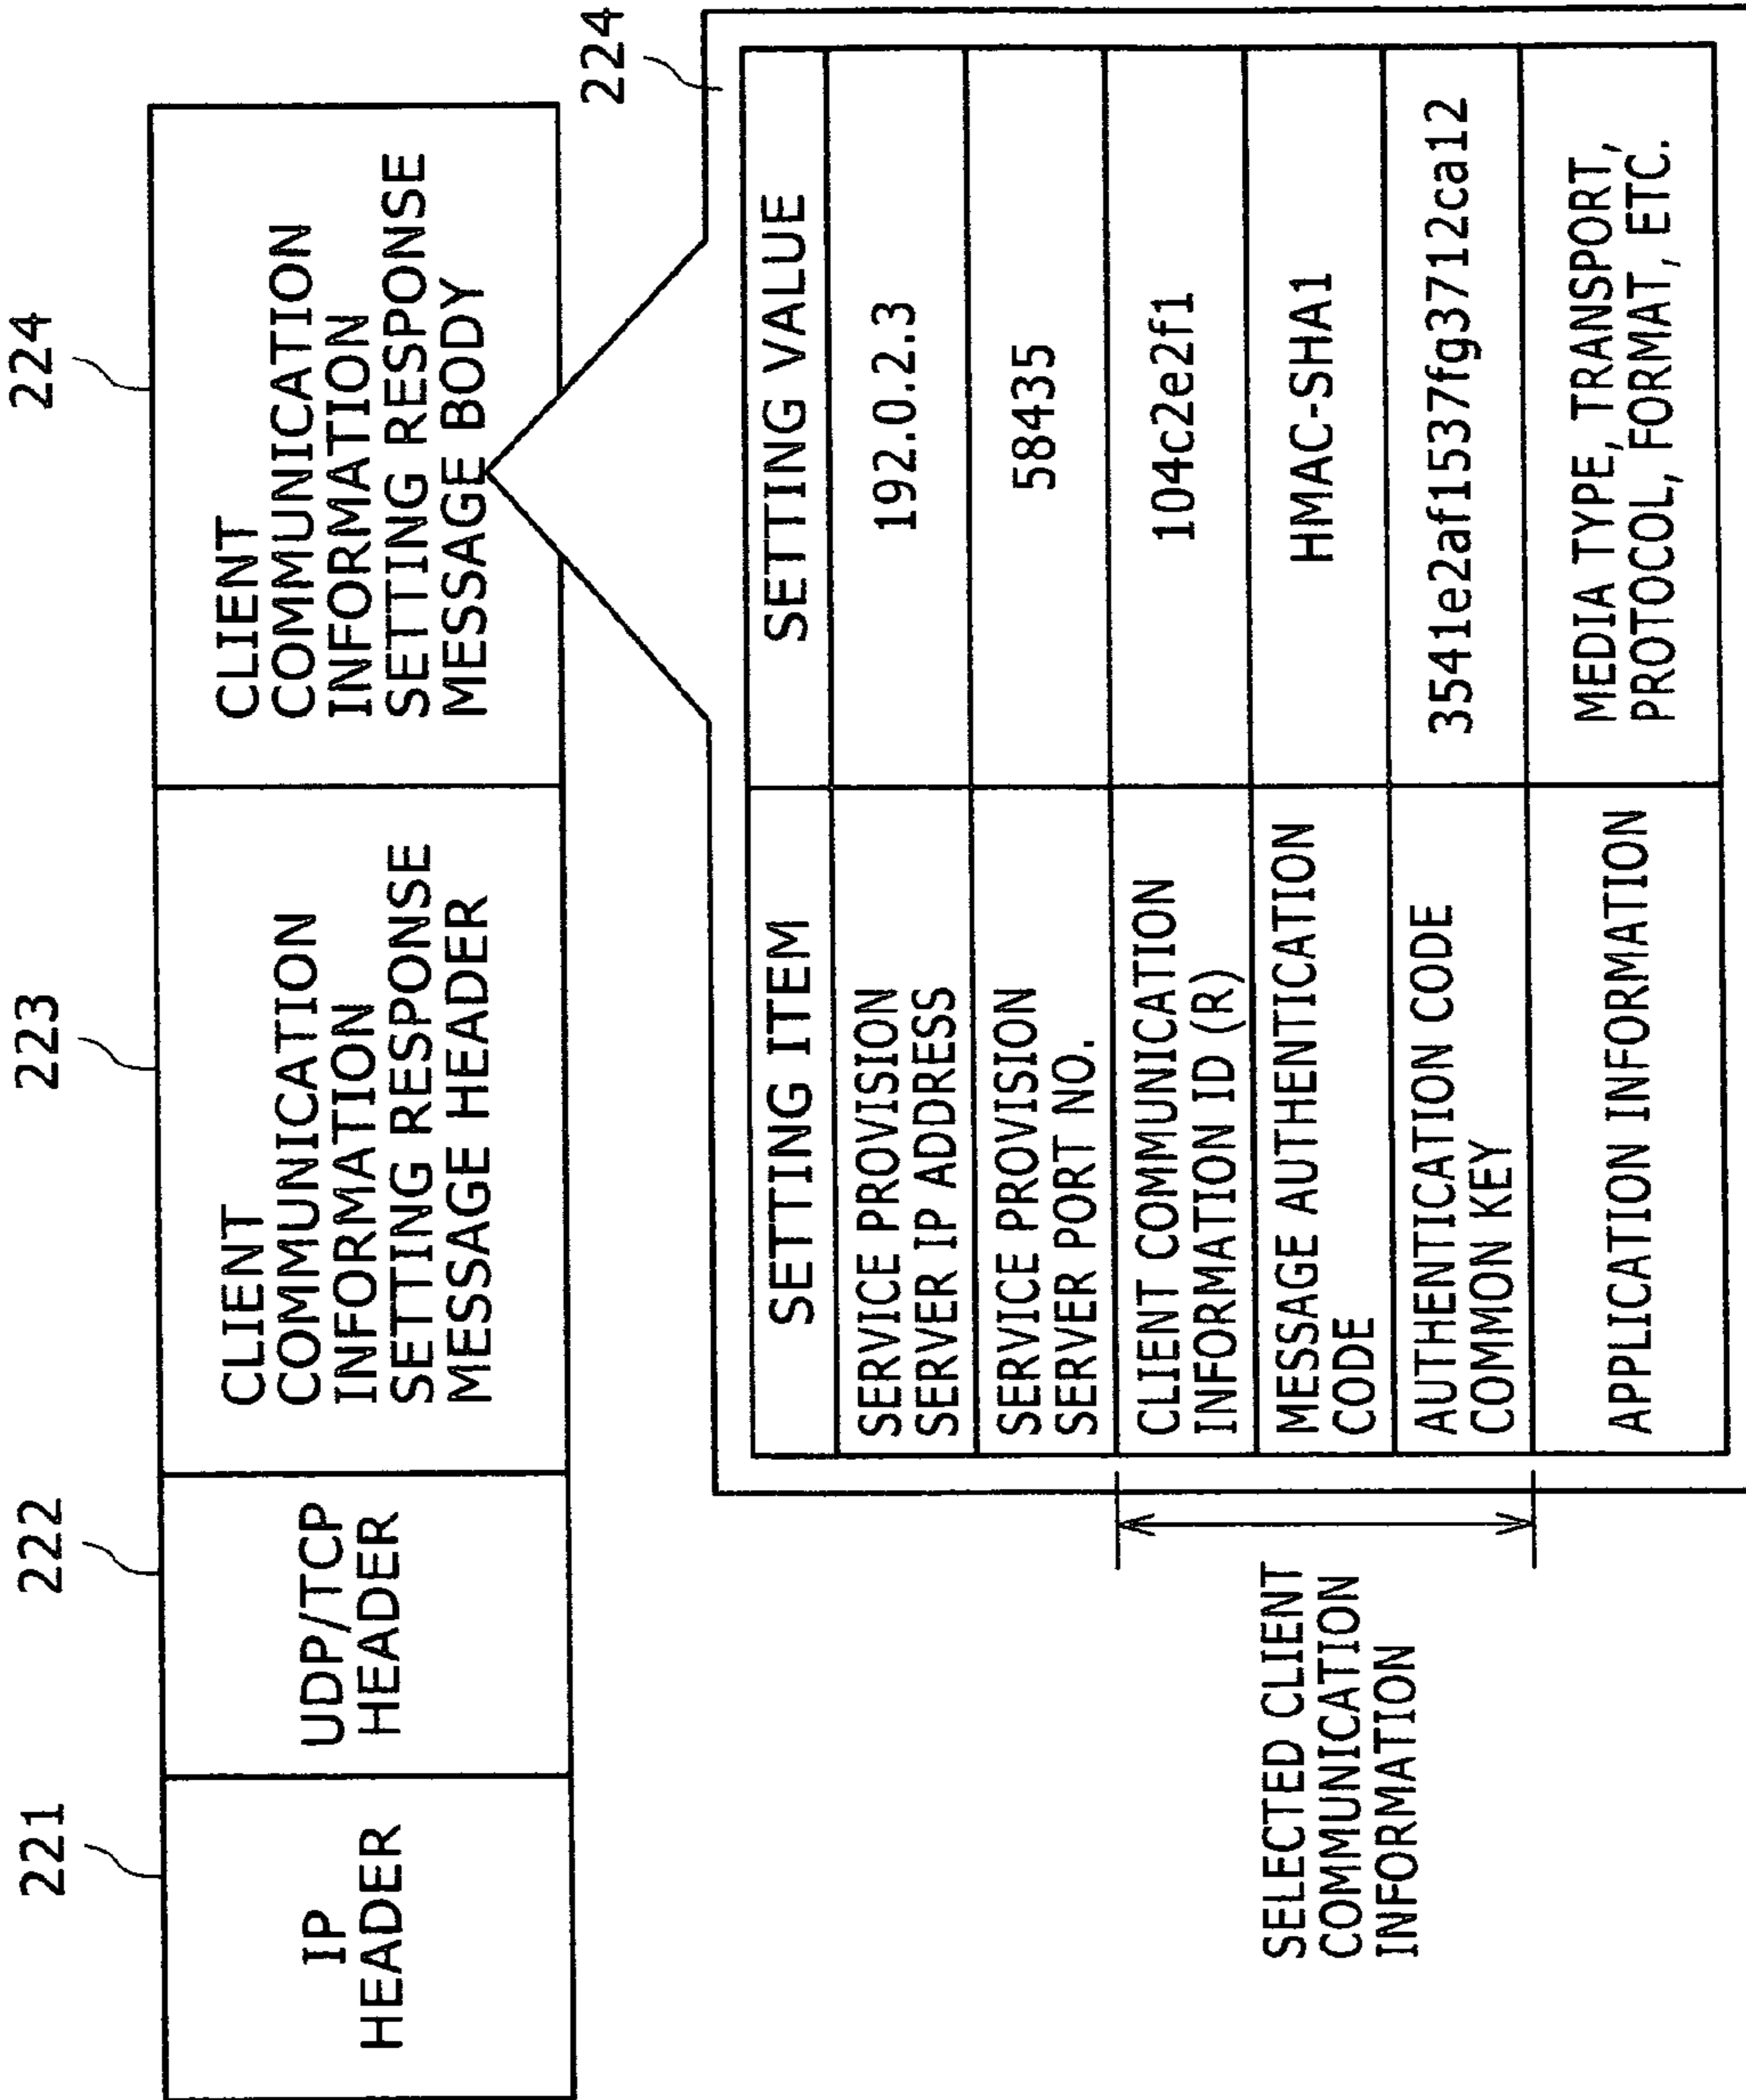 221
222
223
224
IP
HEADER
UDP/TCP
HEADER
CLIENT
COMMUNICATION
INFORMATION
SETTING RESPONSE
MESSAGE HEADER
CLIENT
COMMUNICATION
INFORMATION
SETTING RESPONSE
MESSAGE BODY
224
SETTING ITEM
SETTING VALUE
SERVICE PROVISION
SERVER IP ADDRESS
192.0.2.3
SERVICE PROVISION
SERVER PORT NO.
58435
CLIENT COMMUNICATION
INFORMATION ID (R)
104c2e2f1
MESSAGE AUTHENTICATION
CODE
HMAC-SHA1
AUTHENTICATION CODE
COMMON KEY
3541e2af1537fg3712ca12
APPLICATION INFORMATION
MEDIA TYPE, TRANSPORT,
PROTOCOL, FORMAT, ETC.
SELECTED CLIENT
COMMUNICATION
INFORMATION